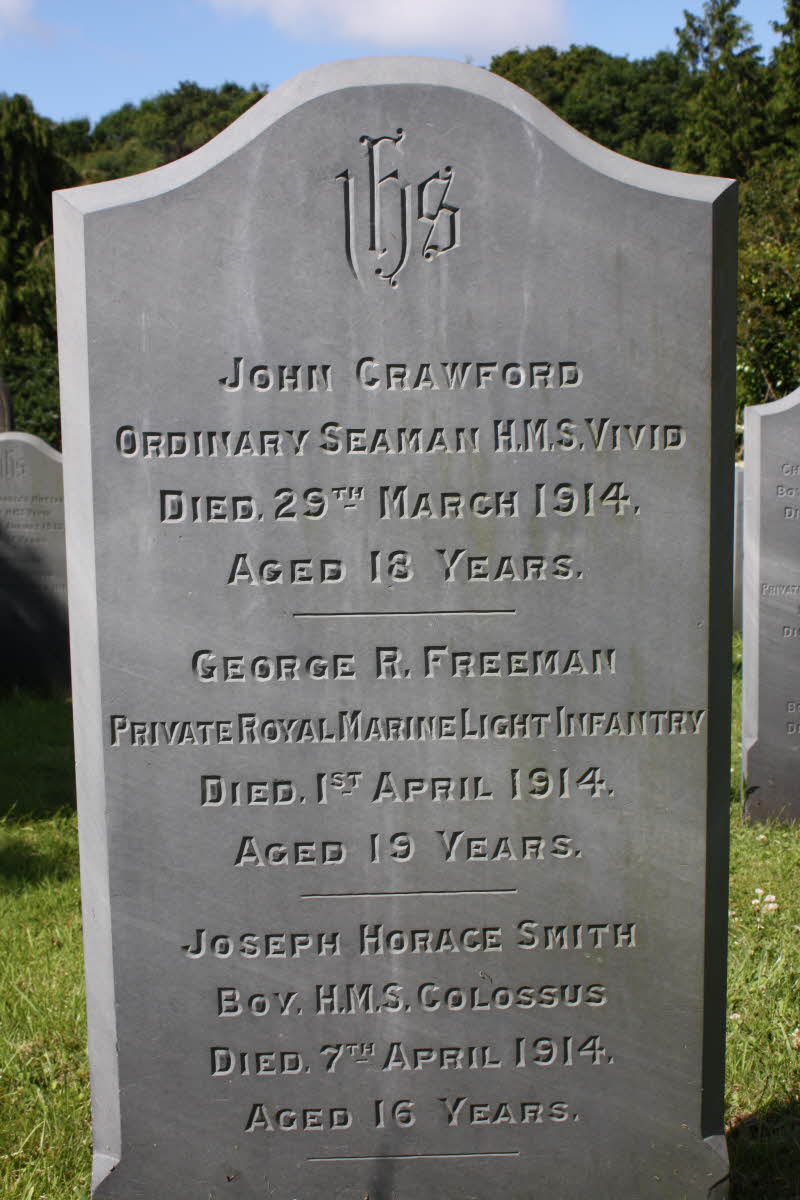 IHS
JOHN CRAWFORD
ORDINARY SEAMAN H.M.S. VIVID
DIED. 29TH MARCH 1914.
AGED 18 YEARS.
GEORGE R. FREEMAN
PRIVATE ROYAL MARINE LIGHT INFANTRY
DIED. 1ST APRIL 1914.
AGED 19 YEARS.
JOSEPH HORACE SMITH
BOY. H.M.S. COLOSSUS
DIED. 7TH APRIL 1914.
AGED 16 YEARS.
PRIVATE